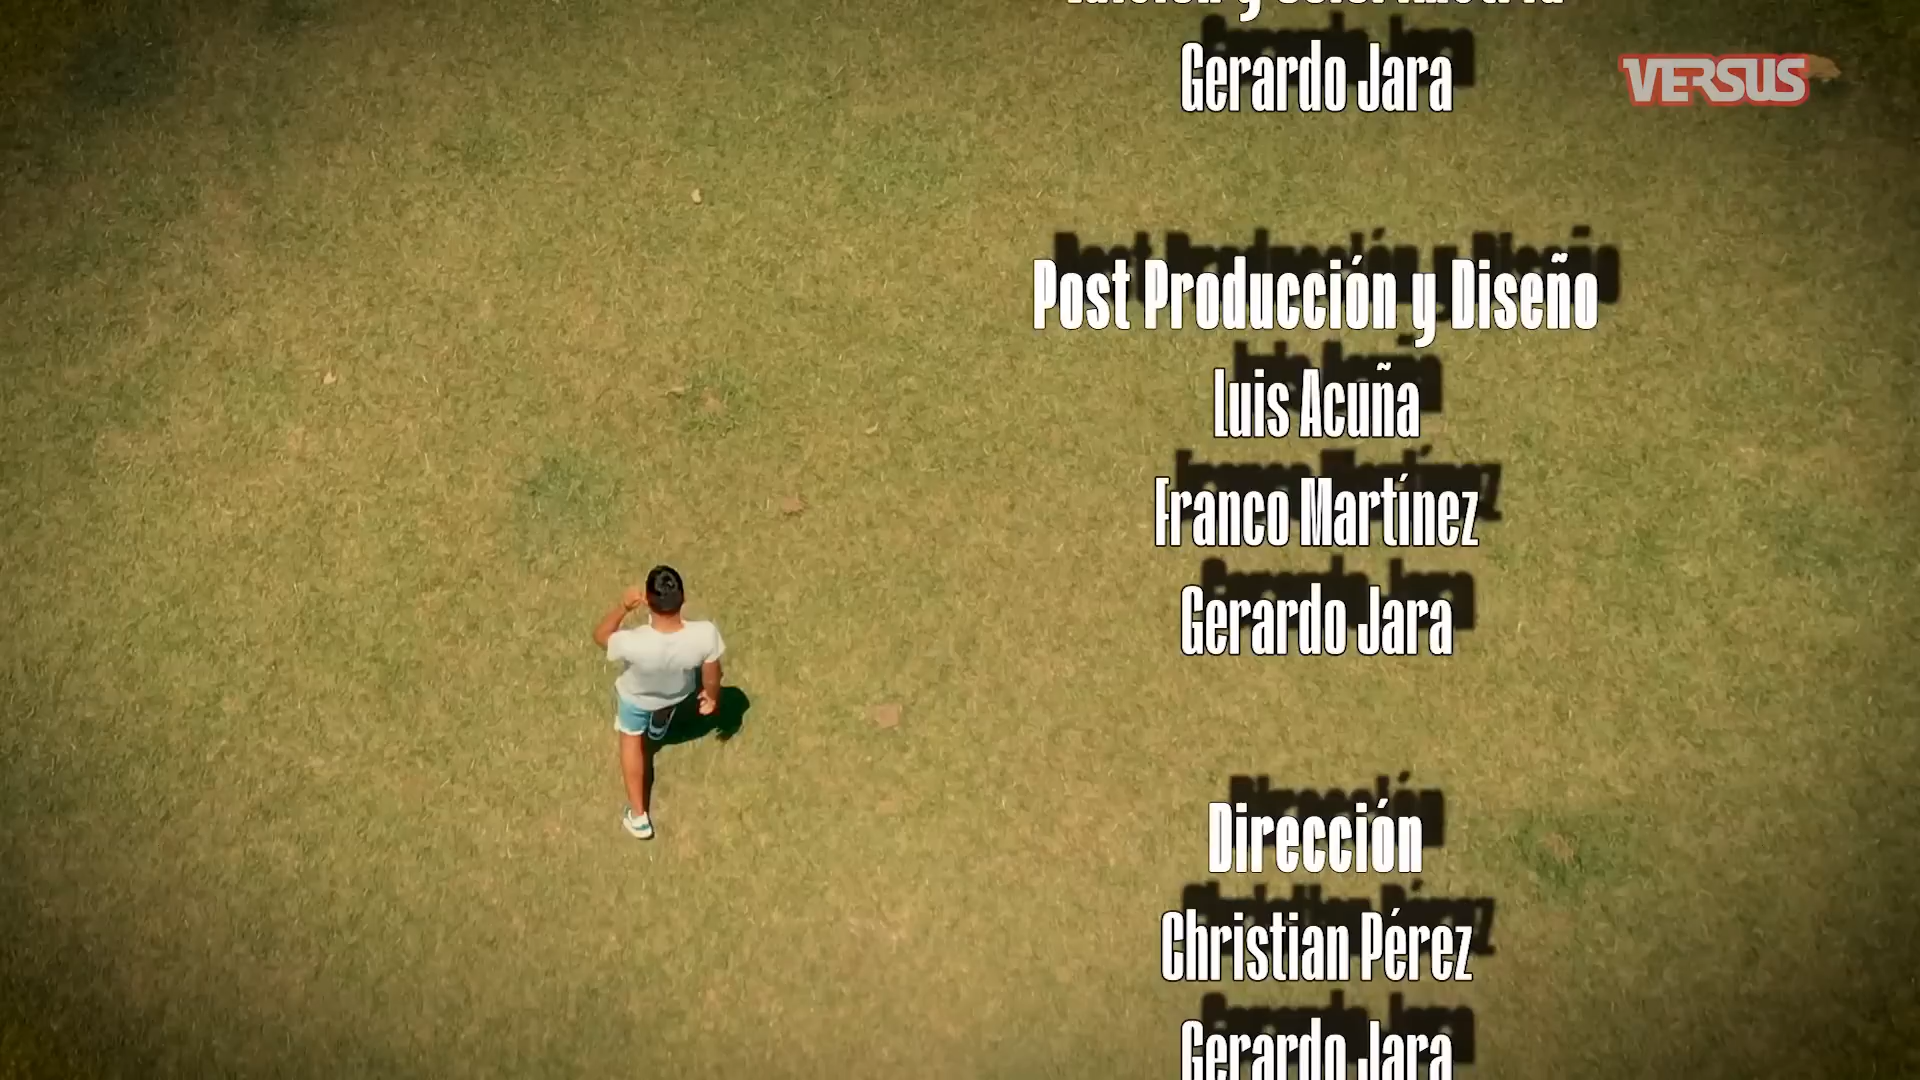 Gerardo Jara
VERSUS
Post Producción y Diseño
Luis Acuña
Franco Martínez
Gerardo Jara
Dirección
Christian Pérez
Gerardo Jara